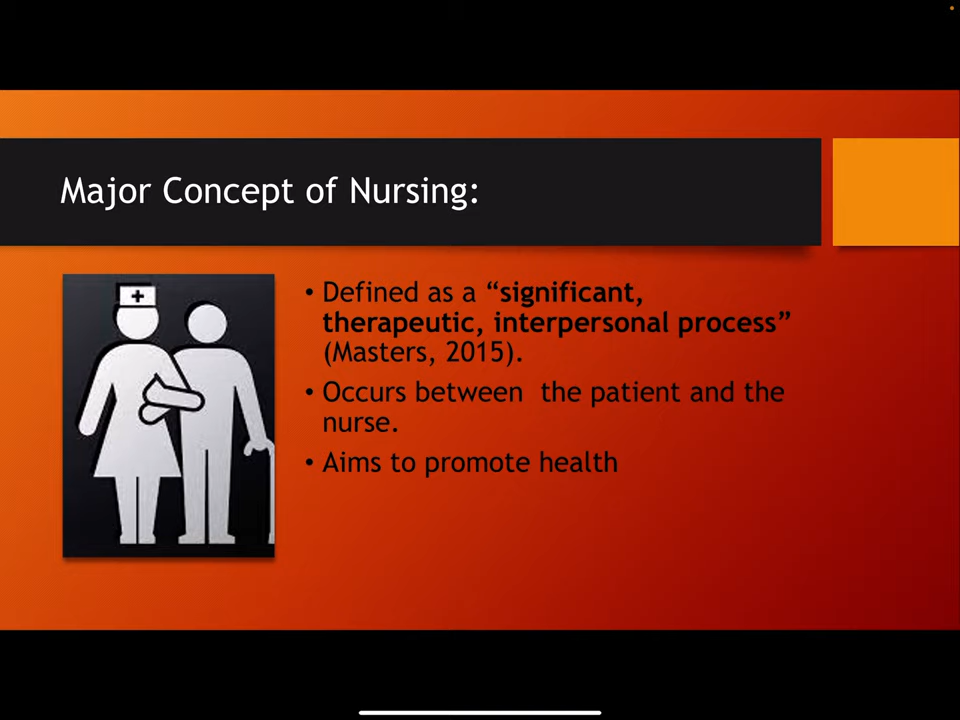 Major Concept of Nursing:
• Defined as a “significant,
therapeutic, interpersonal process”
(Masters, 2015).
• Occurs between  the patient and the
nurse.
• Aims to promote health